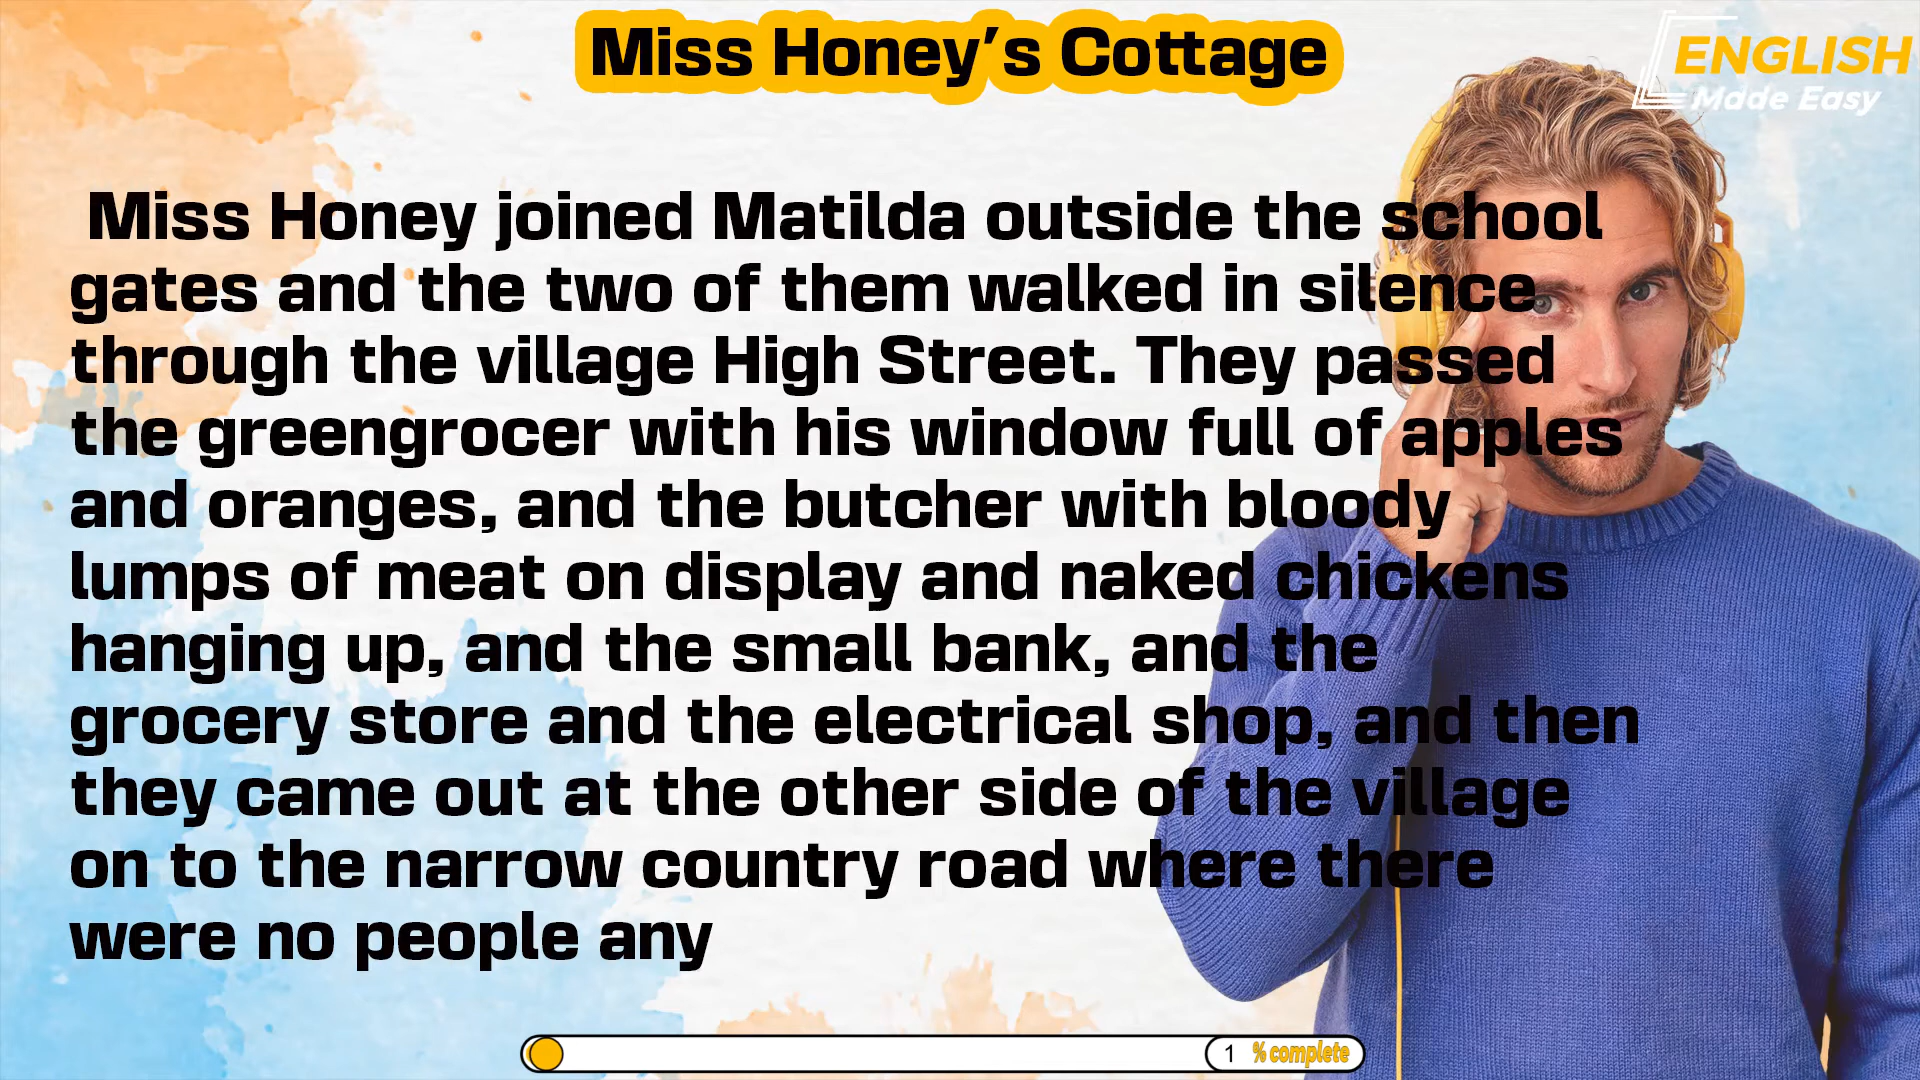 Miss Honey’s Cottage
ENGLISH
Made Easy
Miss Honey joined Matilda outside the school
gates and the two of them walked in silence
through the village High Street. They passed
the greengrocer with his window full of apples
and oranges, and the butcher with bloody
lumps of meat on display and naked chickens
hanging up, and the small bank, and the
grocery store and the electrical shop, and then
they came out at the other side of the village
on to the narrow country road where there
were no people any
1 % complete